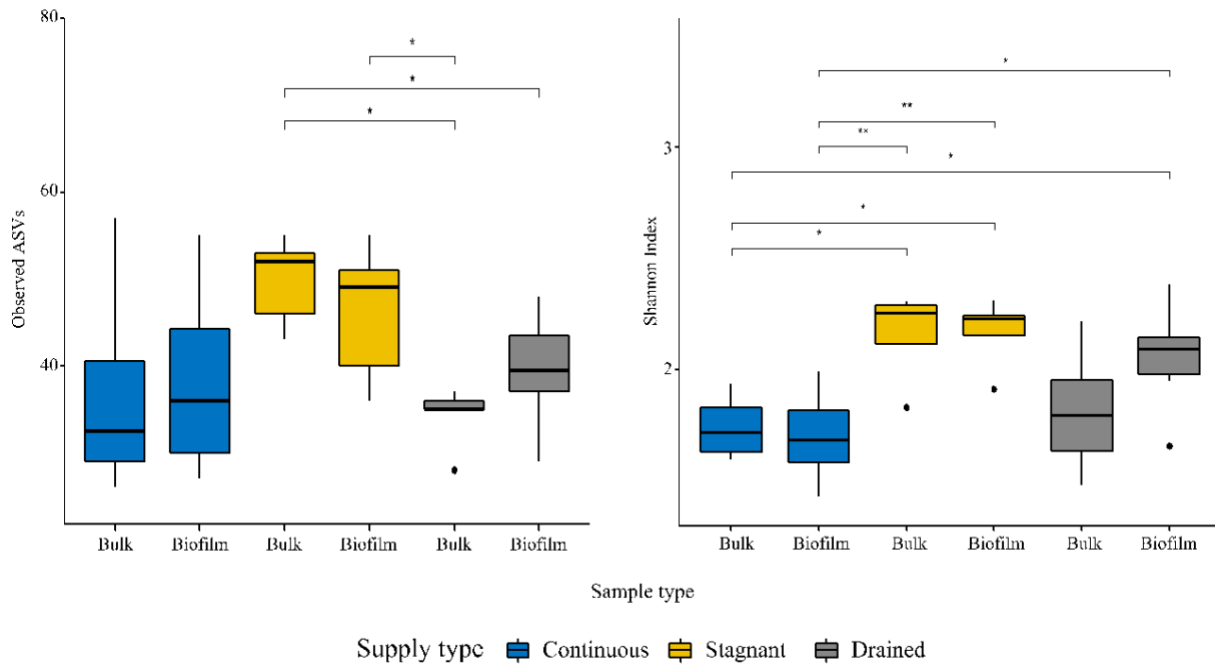 80
60
40
Observed ASVs
*
*
*
Bulk Biofilm Bulk Biofilm Bulk Biofilm
3
2
Shannon Index
*
**
**
*
*
*
Bulk Biofilm Bulk Biofilm Bulk Biofilm
Sample type
Supply type Continuous Stagnant Drained